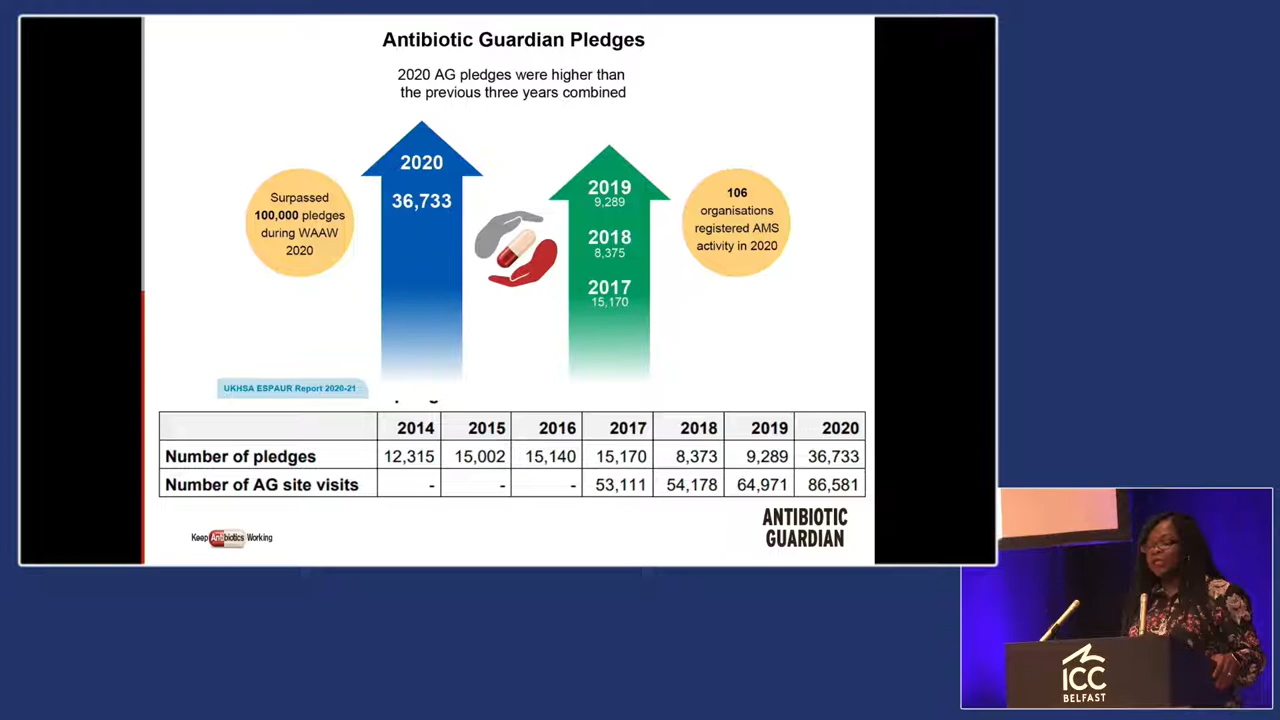 Antibiotic Guardian Pledges
2020 AG pledges were higher than
the previous three years combined
Surpassed
100,000 pledges
during WAAW
2020
2020
36,733
2019
9,289
2018
8,375
2017
15,170
106
organisations
registered AMS
activity in 2020
UKHSA ESPAUR Report 2020-21
2014 2015 2016 2017 2018 2019 2020
Number of pledges 12,315 15,002 15,140 15,170 8,373 9,289 36,733
Number of AG site visits - - - 53,111 54,178 64,971 86,581
Keep Antibiotics Working
ANTIBIOTIC
GUARDIAN
ICC
BELFAST